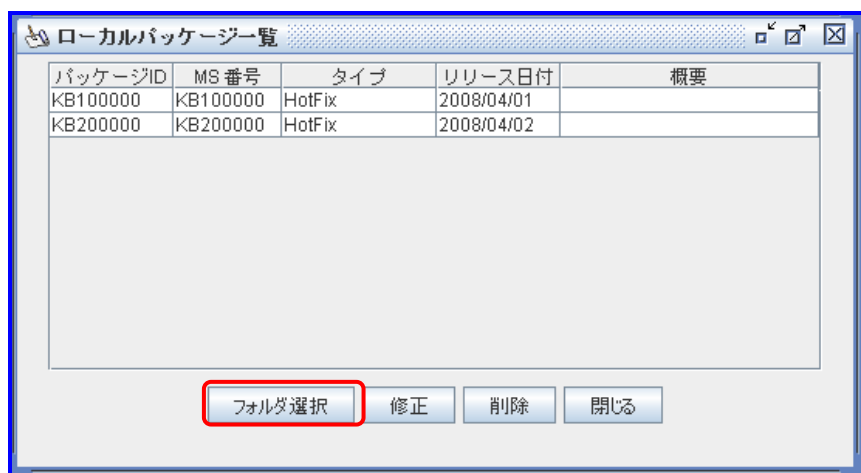 ローカルパッケージ一覧
パッケージID MS 番号 タイプ リリース日付 概要
KB100000 KB100000 HotFix 2008/04/01
KB200000 KB200000 HotFix 2008/04/02
フォルダ選択 修正 削除 閉じる